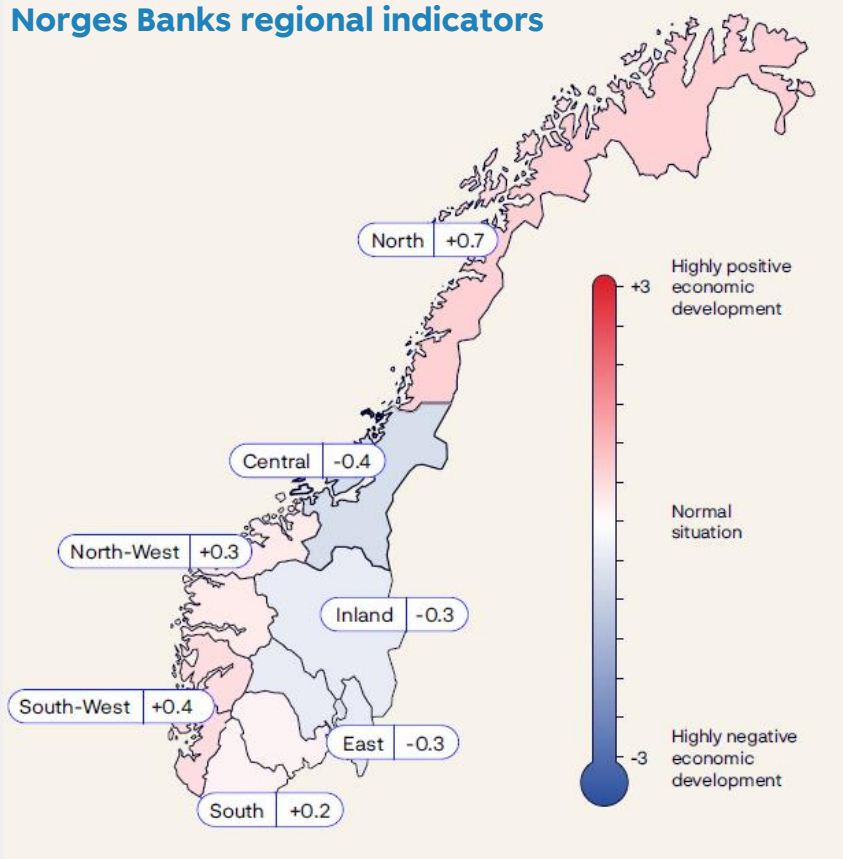 Norges Banks regional indicators
North +0.7
Central -0.4
North-West +0.3
Inland -0.3
South-West +0.4
East -0.3
South +0.2
+3
Highly positive
economic
development
Normal
situation
-3
Highly negative
economic
development